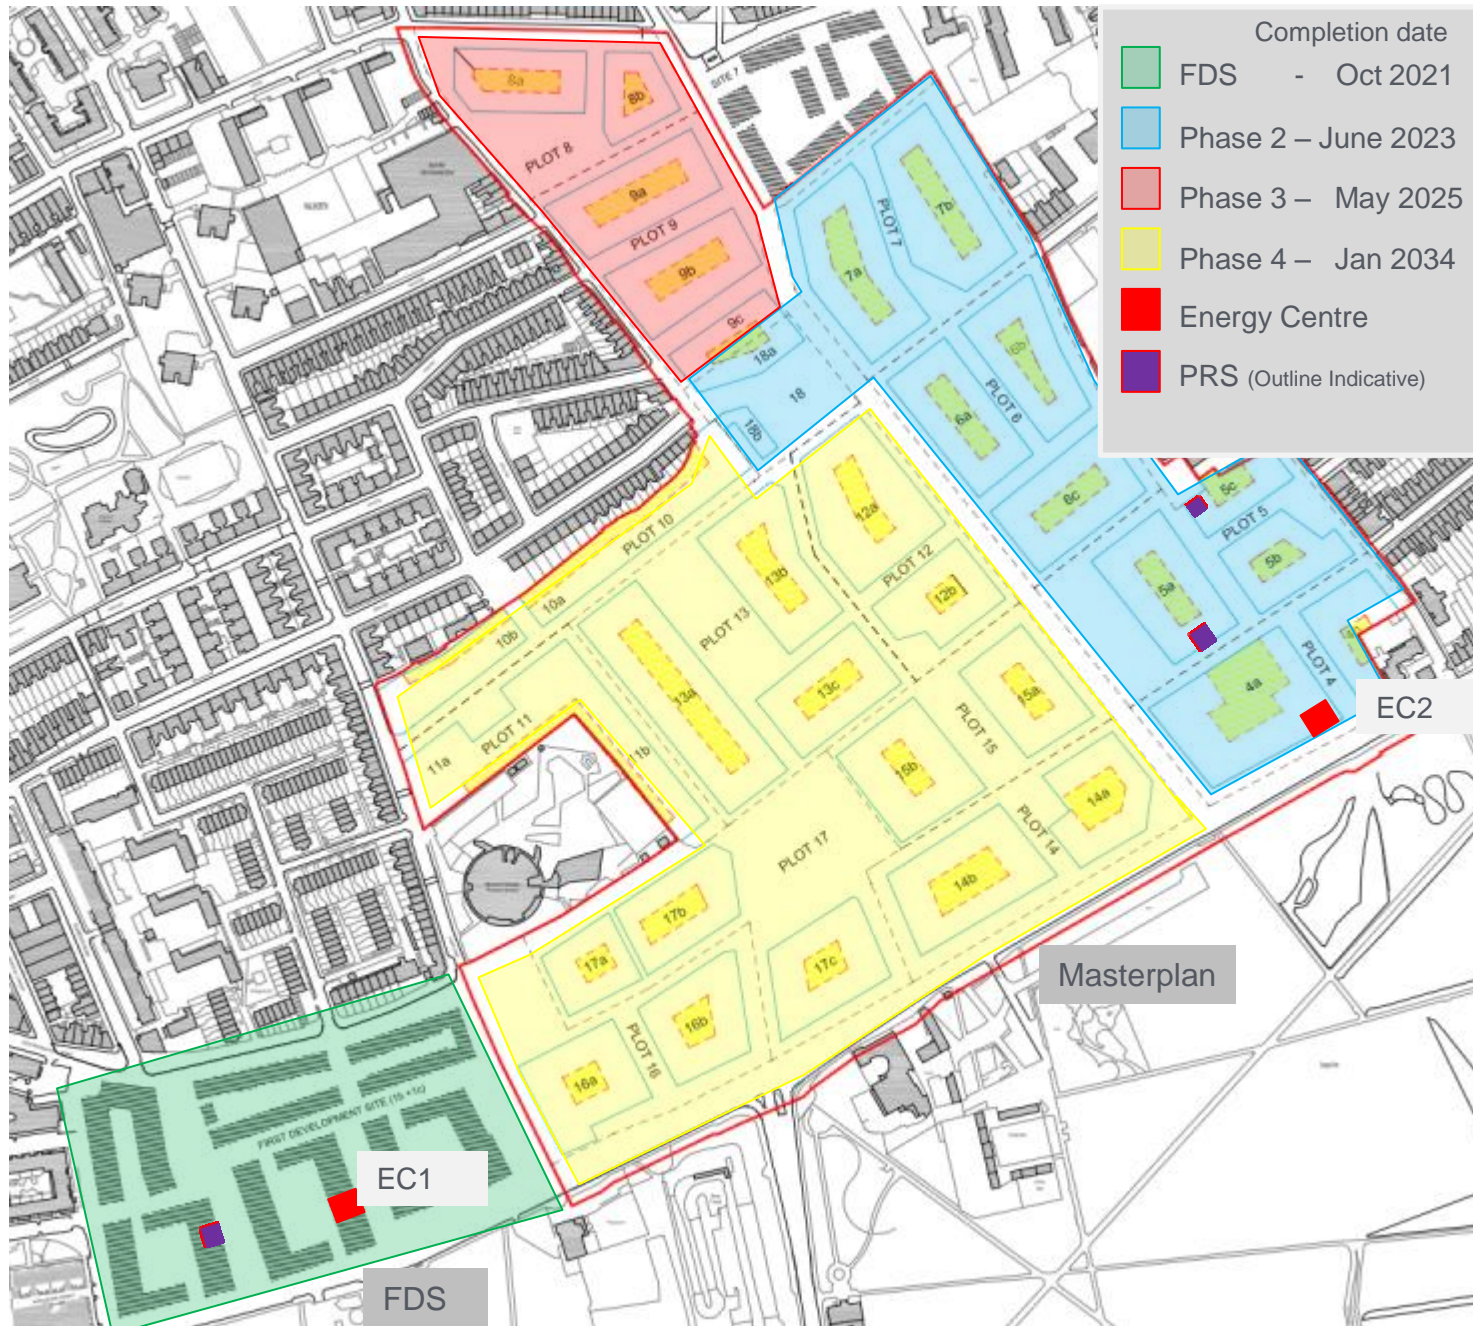 Completion date
FDS - Oct 2021
Phase 2 – June 2023
Phase 3 – May 2025
Phase 4 – Jan 2034
Energy Centre
PRS (Outline Indicative)
SITE 7
8a
8b
PLOT 8
9a
PLOT 9
9b
9c
18a
18
18b
7b
PLOT 7
7a
6b
PLOT 6
6a
6c
5c
PLOT 5
5b
5a
PLOT 4
4a
EC2
PLOT 10
10a
10b
12a
PLOT 12
12b
13b
PLOT 13
13a
13c
PLOT 11
11a
11b
15a
PLOT 15
15b
14a
PLOT 14
14b
PLOT 17
17b
17a
17c
16b
PLOT 16
16a
Masterplan
FIRST DEVELOPMENT SITE (1b +1c)
EC1
FDS